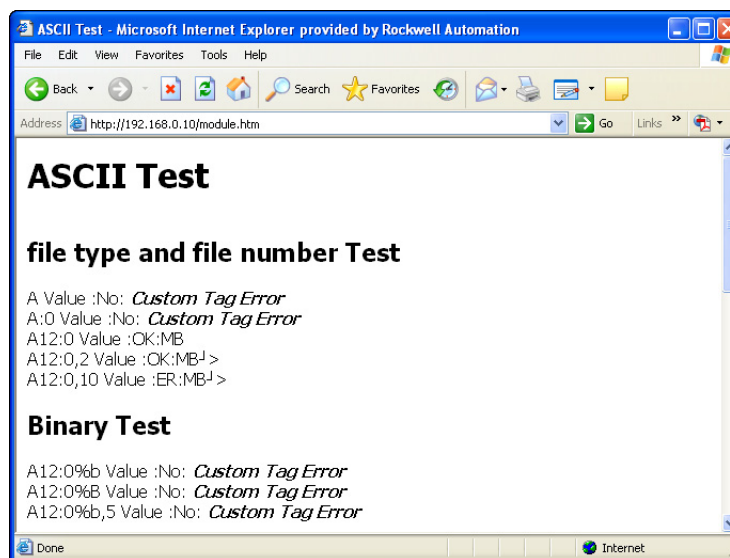 ASCII Test - Microsoft Internet Explorer provided by Rockwell Automation
File Edit View Favorites Tools Help
Back Search Favorites
Address http://192.168.0.10/module.htm Go Links »
ASCII Test
file type and file number Test
A Value :No: Custom Tag Error
A:0 Value :No: Custom Tag Error
A12:0 Value :OK:MB
A12:0,2 Value :OK:MB┘>
A12:0,10 Value :ER:MB┘>
Binary Test
A12:0%b Value :No: Custom Tag Error
A12:0%B Value :No: Custom Tag Error
A12:0%b,5 Value :No: Custom Tag Error
Done Internet